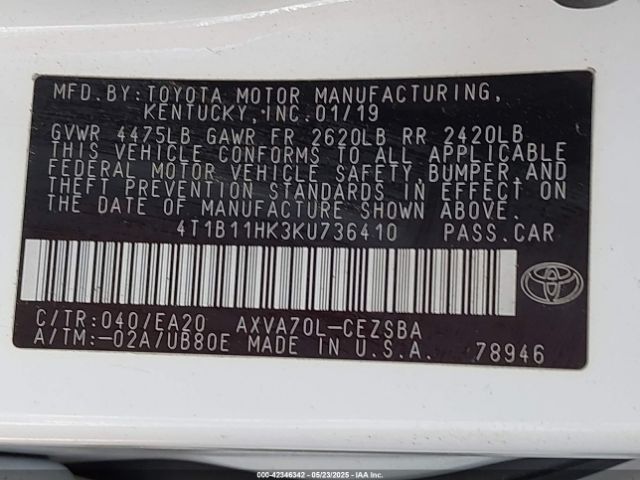 MFD. BY: TOYOTA MOTOR MANUFACTURING,
KENTUCKY, INC. 01/19
GVWR 4475LB GAWR FR 2620LB RR 2420LB
THIS VEHICLE CONFORMS TO ALL APPLICABLE
FEDERAL MOTOR VEHICLE SAFETY, BUMPER, AND
THEFT PREVENTION STANDARDS IN EFFECT ON
THE DATE OF MANUFACTURE SHOWN ABOVE.
4T1B11HK3KU736410 PASS.CAR
C/TR: 040/EA20 AXVA70L-CEZSBA
A/TM: -02A/UB80E MADE IN U.S.A. 78946
000- 42346342 - 05/23/2025 - IAAI.COM